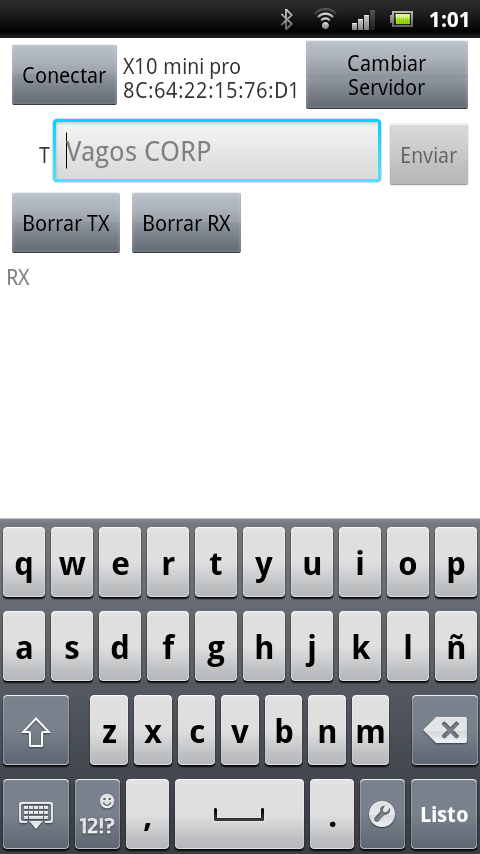 1:01
Conectar
X10 mini pro
8C:64:22:15:76:D1
Cambiar
Servidor
T
Vagos CORP
Enviar
Borrar TX
Borrar RX
RX
q w e r t y u i o p
a s d f g h j k l ñ
z x c v b n m
12!? , . Listo